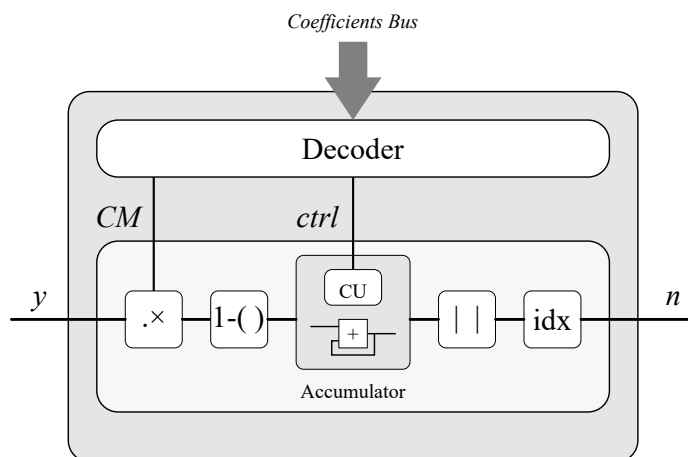 Coefficients Bus
Decoder
CM
ctrl
y
n
.×
1-( )
CU
+
| |
idx
Accumulator